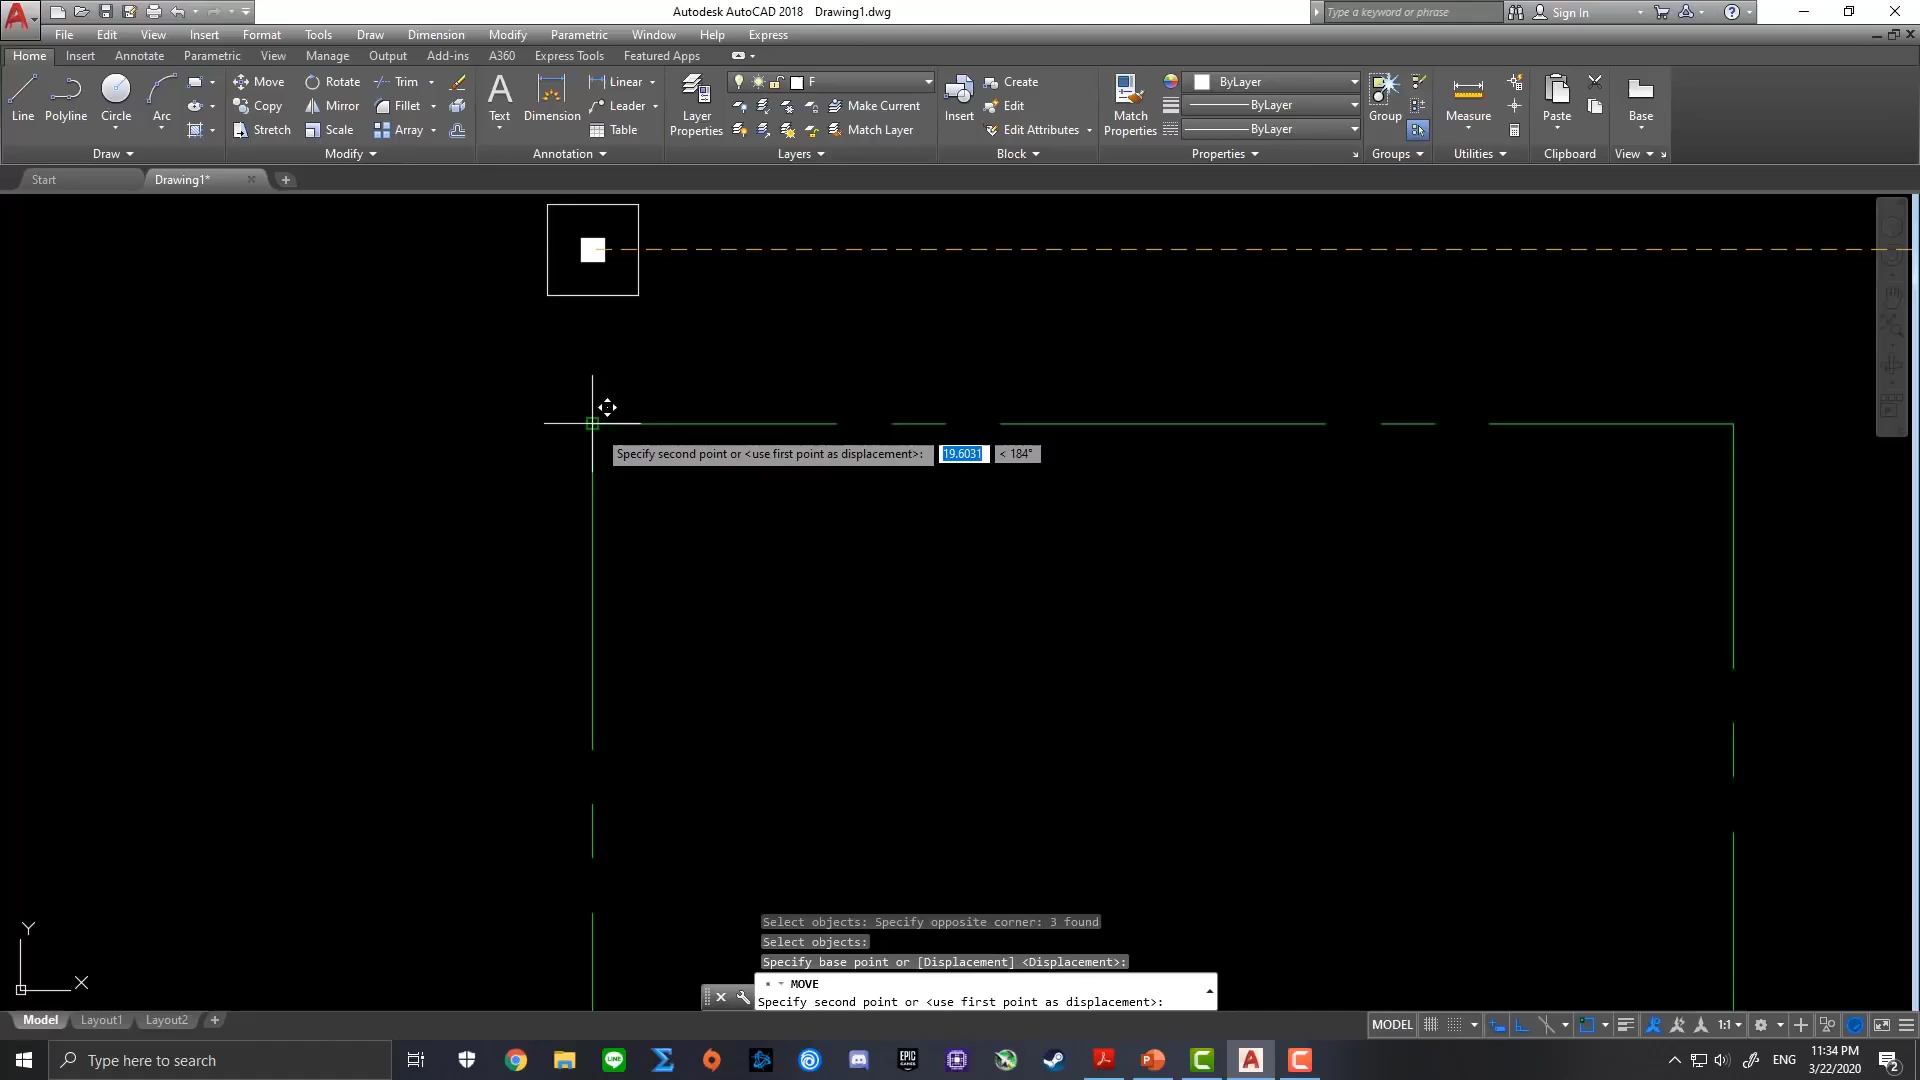 Autodesk AutoCAD 2018 Drawing1.dwg
Type a keyword or phrase
Sign In
File Edit View Insert Format Tools Draw Dimension Modify Parametric Window Help Express
Home Insert Annotate Parametric View Manage Output Add-ins A360 Express Tools Featured Apps
Line Polyline Circle Arc
Move Rotate Trim
Copy Mirror Fillet
Stretch Scale Array
Text Dimension
Linear
Leader
Table
Layer Properties
F
Make Current
Match Layer
Insert
Create
Edit
Edit Attributes
Match Properties
ByLayer
ByLayer
ByLayer
Group
Measure
Paste
Base
Draw Modify Annotation Layers Block Properties Groups Utilities Clipboard View
Start Drawing1*
Specify second point or <use first point as displacement>: 19.6031 < 184°
Y
X
Select objects: Specify opposite corner: 3 found
Select objects:
Specify base point or [Displacement] <Displacement>:
MOVE
Specify second point or <use first point as displacement>:
Model Layout1 Layout2
MODEL 1:1
Type here to search
EPIC GAMES
ENG
11:34 PM
3/22/2020
2